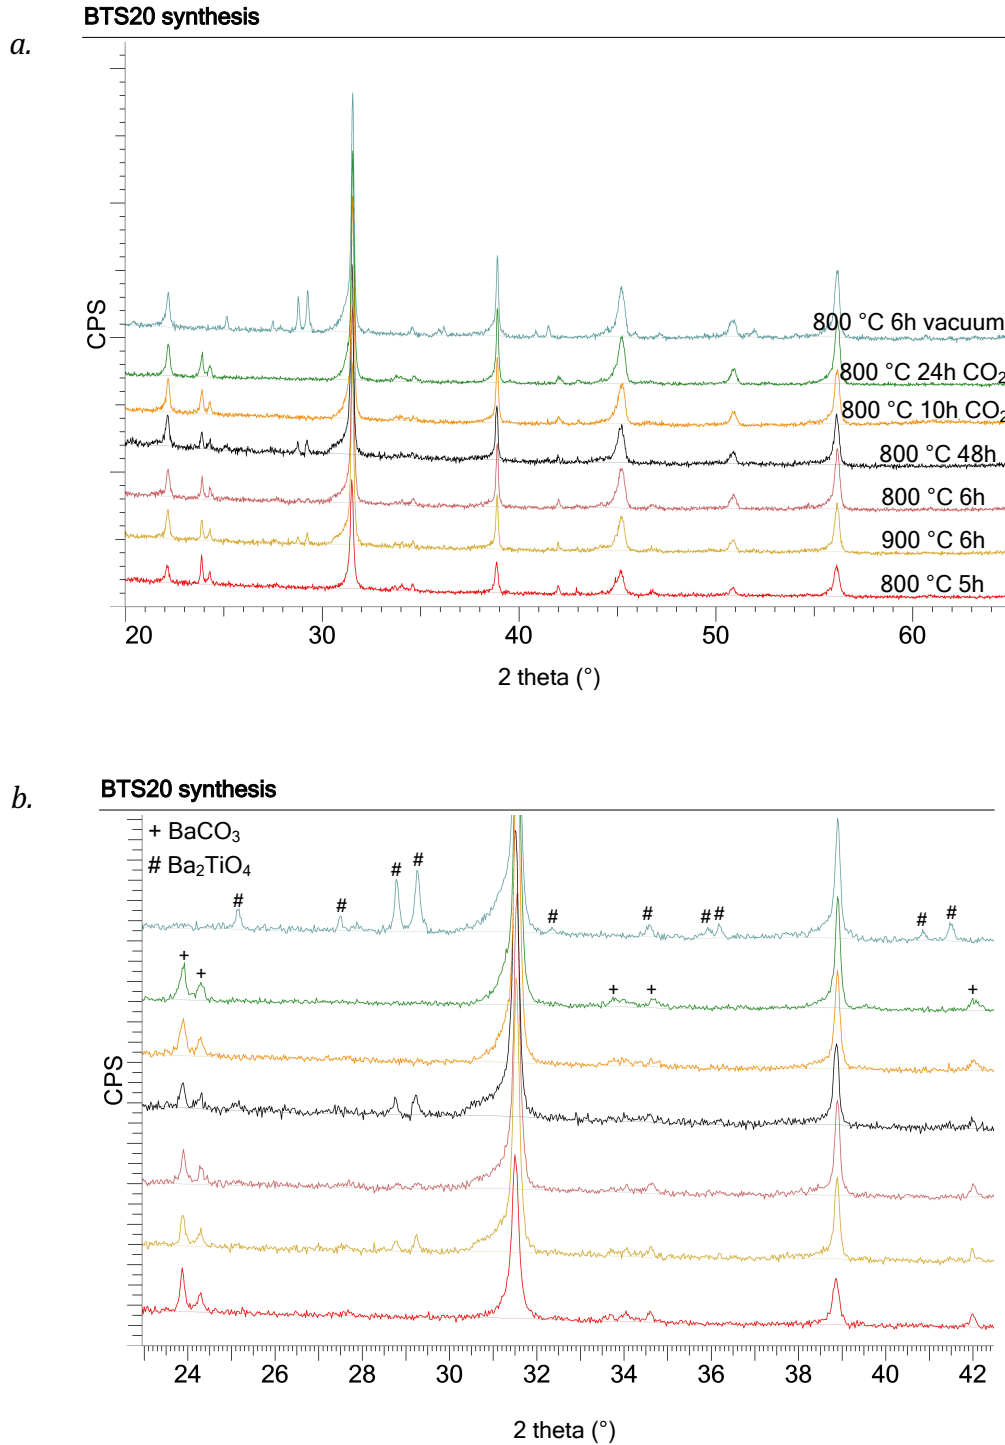 BTS20 synthesis
a.
CPS
800 °C 6h vacuum
800 °C 24h CO₂
800 °C 10h CO₂
800 °C 48h
800 °C 6h
900 °C 6h
800 °C 5h
20 30 40 50 60
2 theta (°)
BTS20 synthesis
b.
+ BaCO₃
# Ba₂TiO₄
# # # # # # # # # #
+ + + + +
CPS
24 26 28 30 32 34 36 38 40 42
2 theta (°)